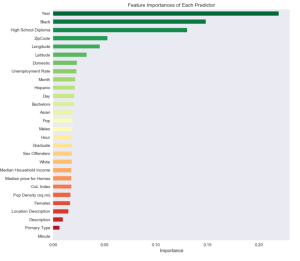 Feature Importances of Each Predictor
Year
Black
High School Diploma
ZipCode
Longitude
Latitude
Domestic
Unemployment Rate
Month
Hispanic
Day
Bachelors
Asian
Pop
Males
Hour
Graduate
Sex Offenders
White
Median Household Income
Median price for Homes
CoL Index
Pop Density (sq mi)
Females
Location Description
Description
Primary Type
Minute
0.00 0.05 0.10 0.15 0.20
Importance